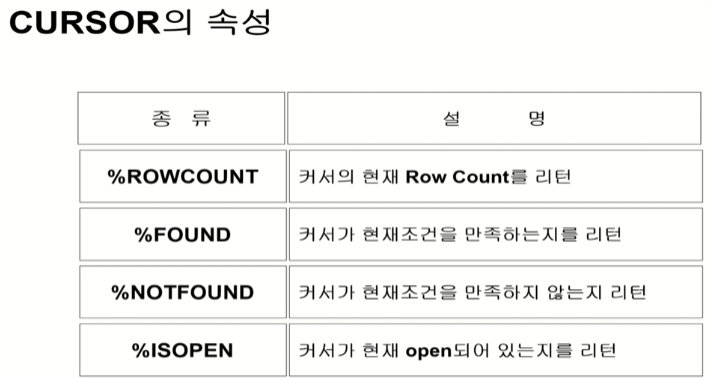 CURSOR의 속성
종 류 설 명
%ROWCOUNT 커서의 현재 Row Count를 리턴
%FOUND 커서가 현재조건을 만족하는지를 리턴
%NOTFOUND 커서가 현재조건을 만족하지 않는지 리턴
%ISOPEN 커서가 현재 open되어 있는지를 리턴